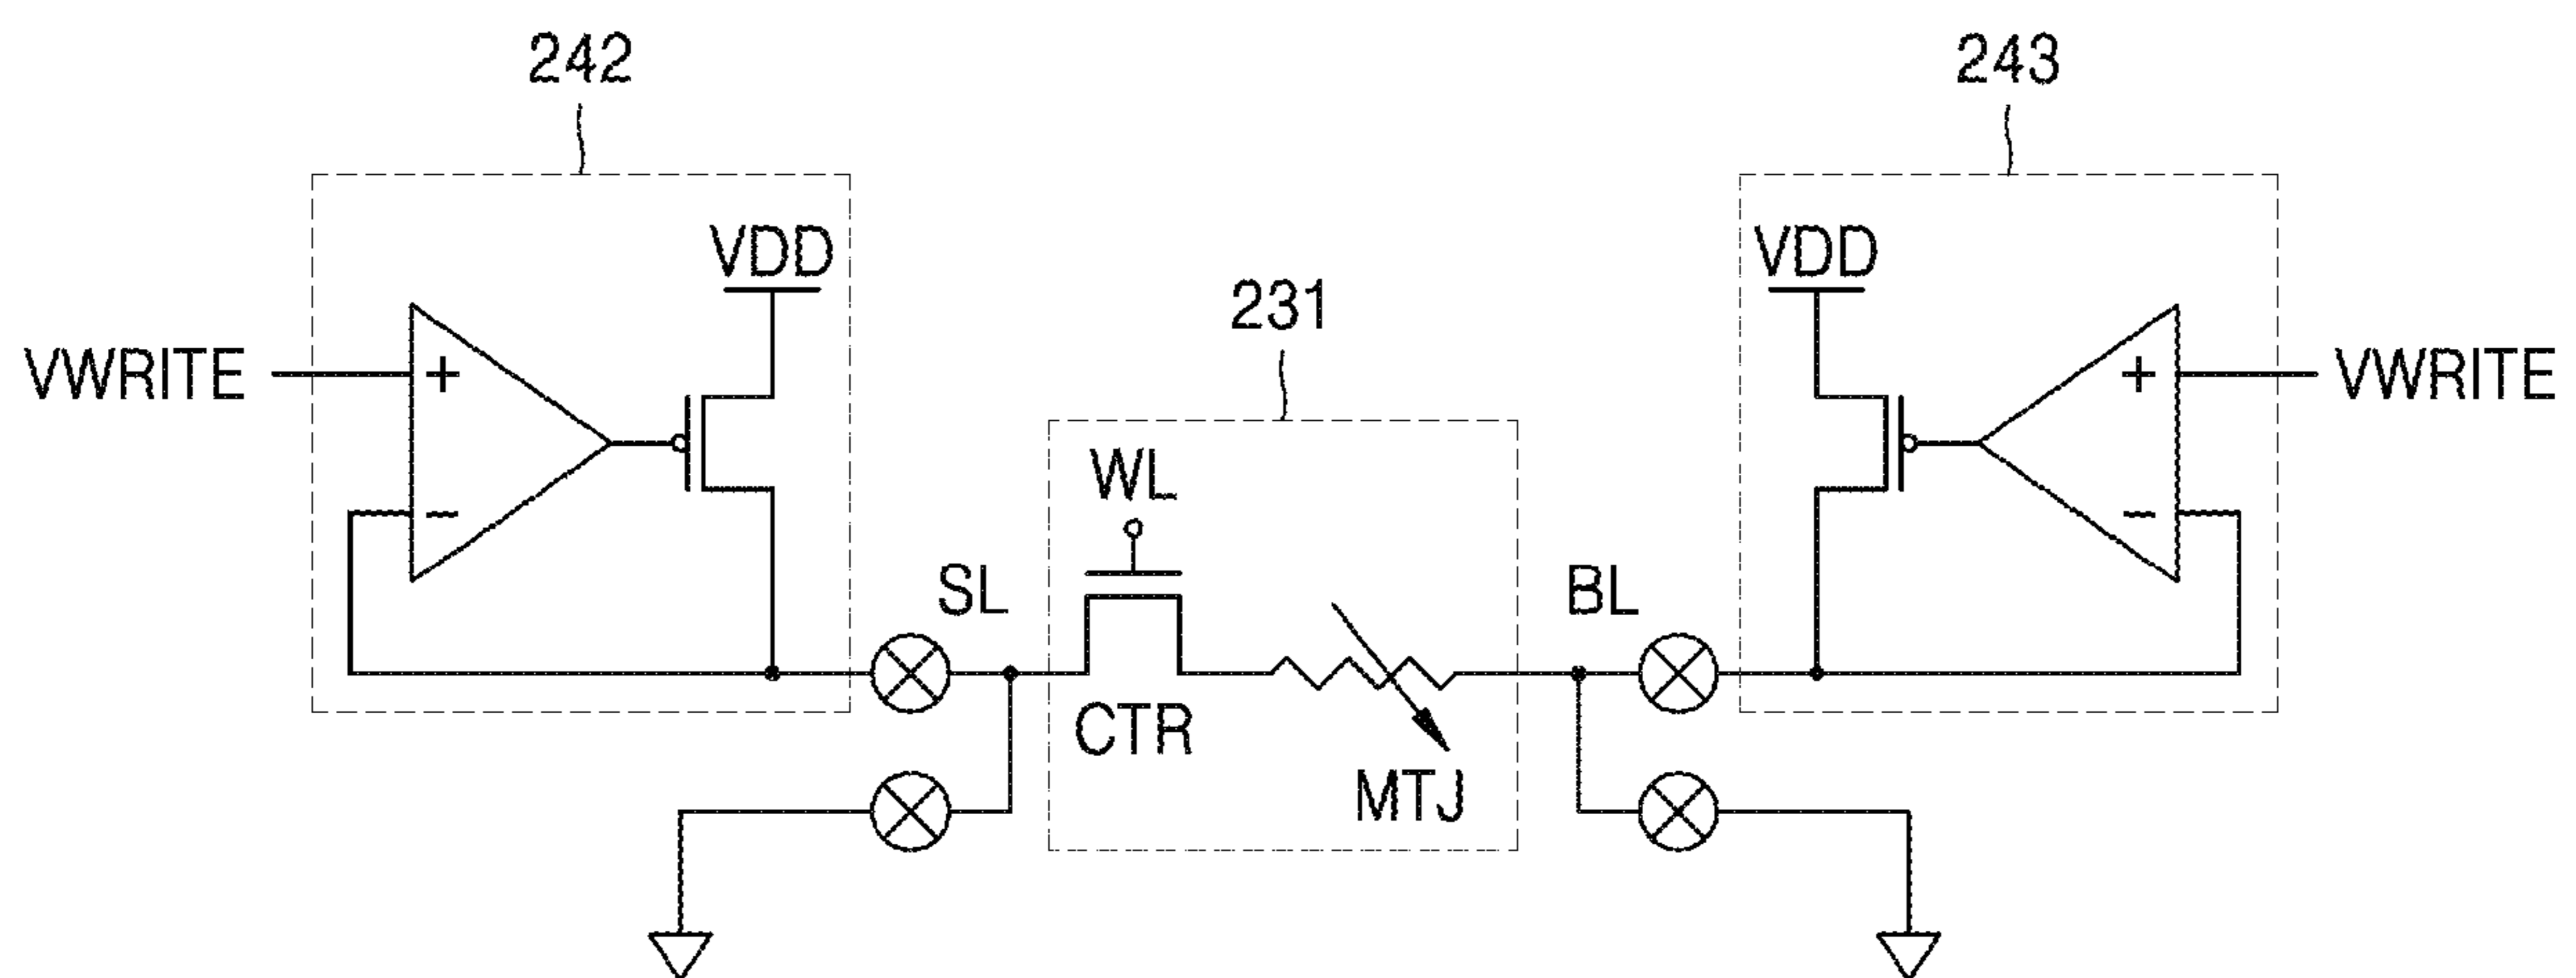 242
243
VDD
VDD
231
VWRITE
+
+
VWRITE
WL
−
−
SL
BL
CTR
MTJ